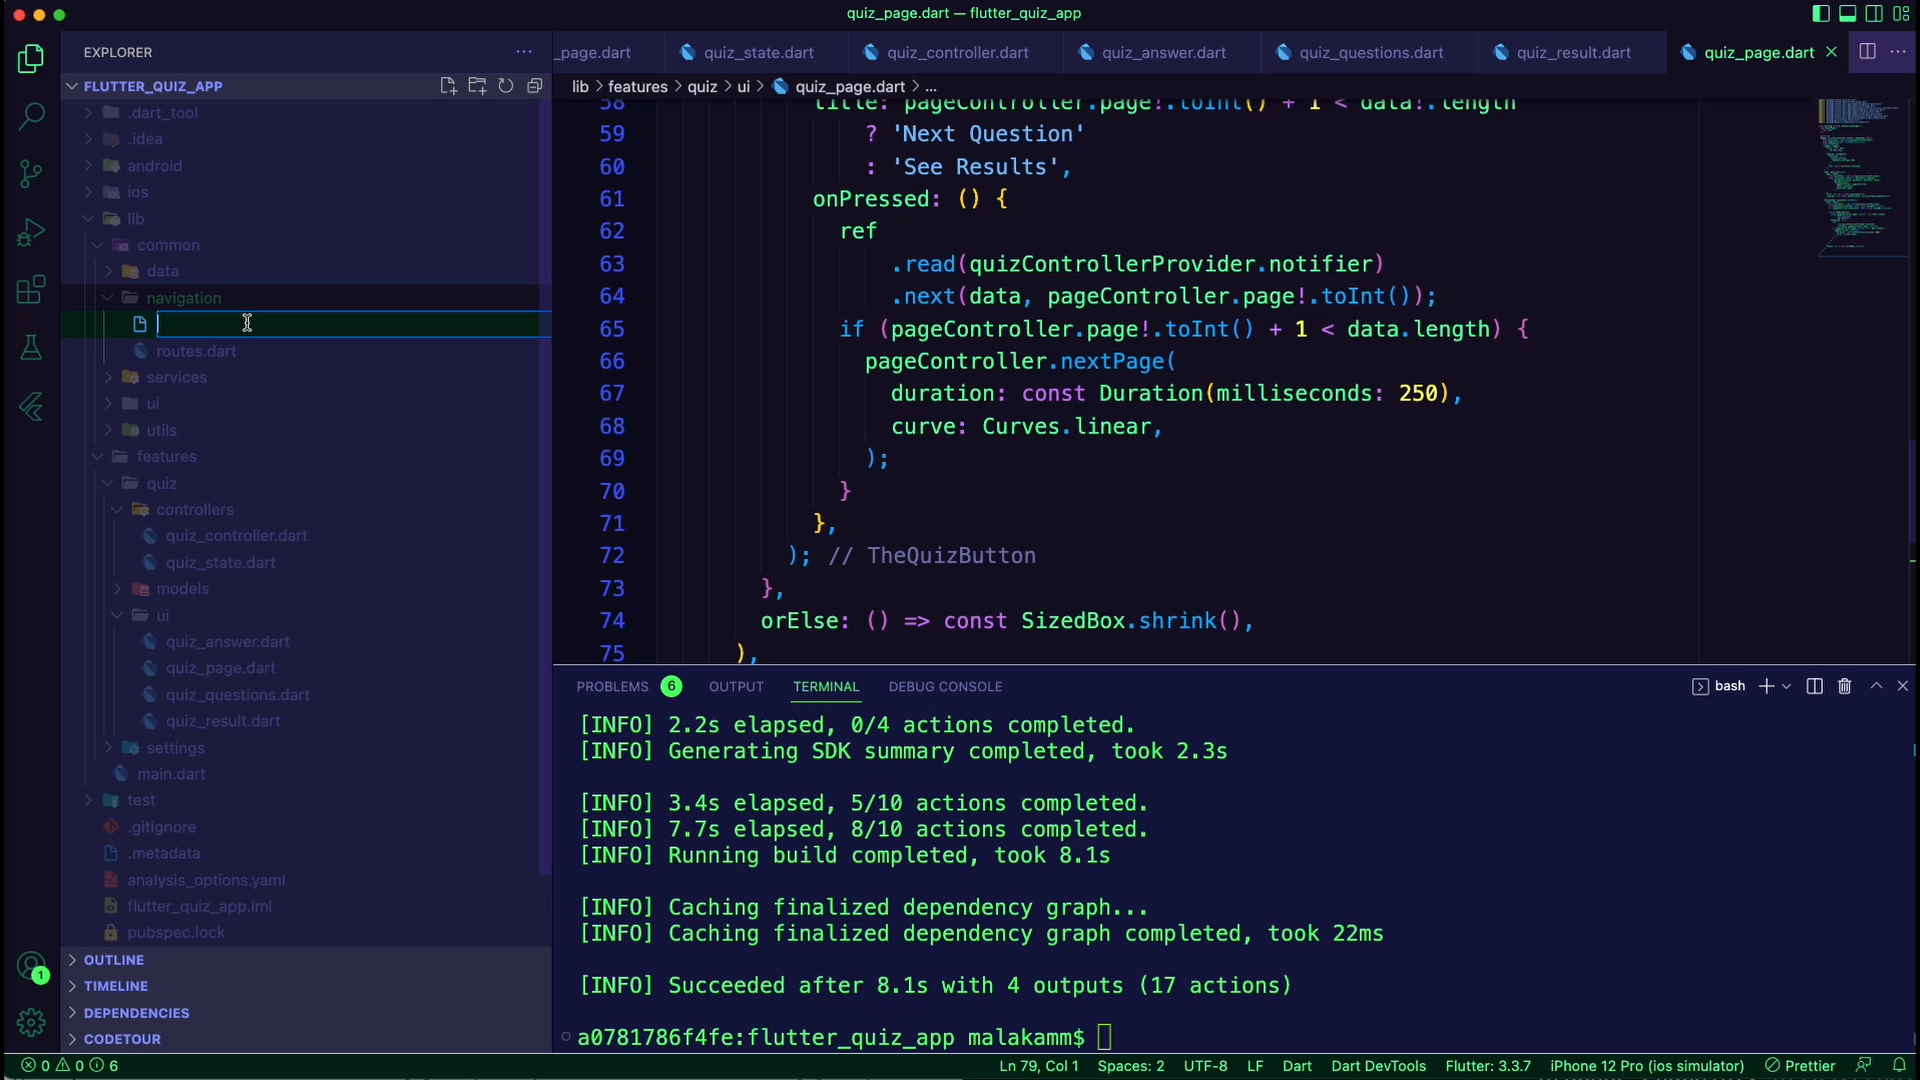 quiz_page.dart — flutter_quiz_app
EXPLORER
FLUTTER_QUIZ_APP
.dart_tool
.idea
android
ios
lib
common
data
navigation
routes.dart
services
ui
utils
features
quiz
controllers
quiz_controller.dart
quiz_state.dart
models
ui
quiz_answer.dart
quiz_page.dart
quiz_questions.dart
quiz_result.dart
settings
main.dart
test
.gitignore
.metadata
analysis_options.yaml
flutter_quiz_app.iml
pubspec.lock
OUTLINE
TIMELINE
DEPENDENCIES
CODETOUR
_page.dart quiz_state.dart quiz_controller.dart quiz_answer.dart quiz_questions.dart quiz_result.dart quiz_page.dart
lib > features > quiz > ui > quiz_page.dart > ...
58 title: pageController.page!.toInt() + 1 < data!.length
59 ? 'Next Question'
60 : 'See Results',
61 onPressed: () {
62 ref
63 .read(quizControllerProvider.notifier)
64 .next(data, pageController.page!.toInt());
65 if (pageController.page!.toInt() + 1 < data.length) {
66 pageController.nextPage(
67 duration: const Duration(milliseconds: 250),
68 curve: Curves.linear,
69 );
70 }
71 },
72 ); // TheQuizButton
73 },
74 orElse: () => const SizedBox.shrink(),
75 ),
PROBLEMS 6 OUTPUT TERMINAL DEBUG CONSOLE bash
[INFO] 2.2s elapsed, 0/4 actions completed.
[INFO] Generating SDK summary completed, took 2.3s
[INFO] 3.4s elapsed, 5/10 actions completed.
[INFO] 7.7s elapsed, 8/10 actions completed.
[INFO] Running build completed, took 8.1s
[INFO] Caching finalized dependency graph...
[INFO] Caching finalized dependency graph completed, took 22ms
[INFO] Succeeded after 8.1s with 4 outputs (17 actions)
a0781786f4fe:flutter_quiz_app malakamm$
1
0 0 6 Ln 79, Col 1 Spaces: 2 UTF-8 LF Dart Dart DevTools Flutter: 3.3.7 iPhone 12 Pro (ios simulator) Prettier